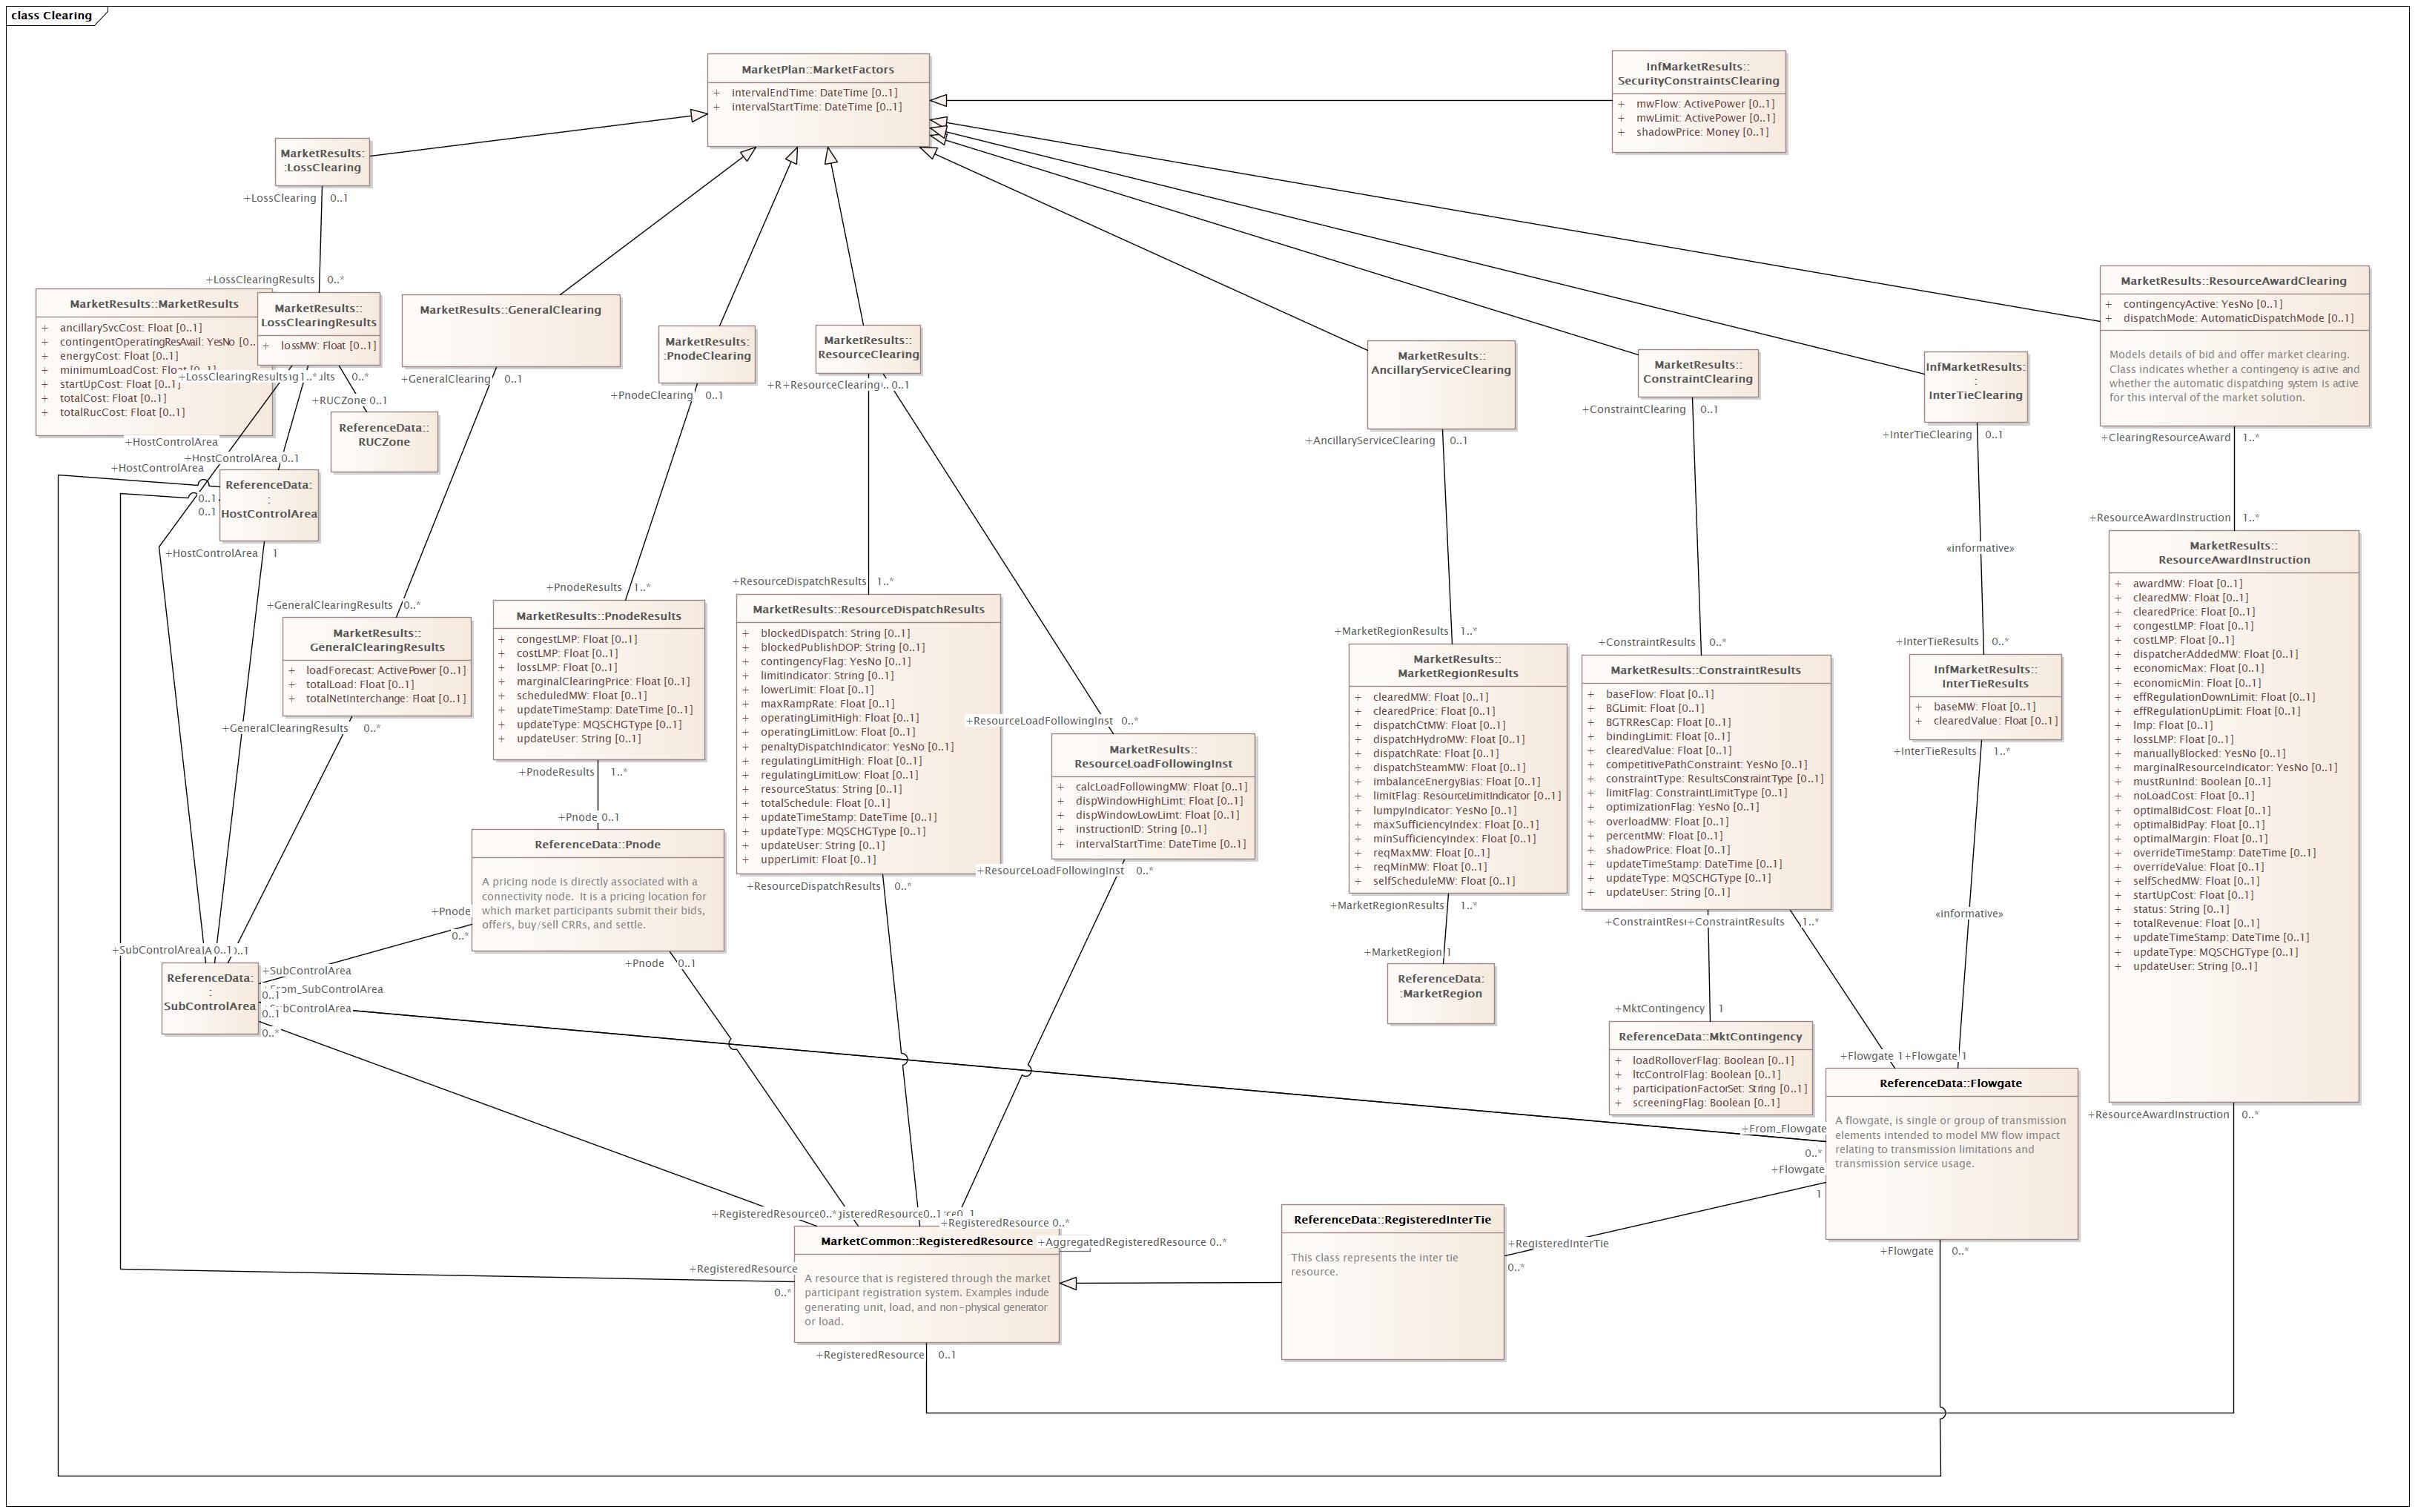 class Clearing
MarketPlan::MarketFactors
+ intervalEndTime: DateTime [0..1]
+ intervalStartTime: DateTime [0..1]
InfMarketResults::
SecurityConstraintsClearing
+ mwFlow: ActivePower [0..1]
+ mwLimit: ActivePower [0..1]
+ shadowPrice: Money [0..1]
MarketResults:
:LossClearing
+LossClearing 0..1
+LossClearingResults 0..*
MarketResults::MarketResults
+ ancillarySvcCost: Float [0..1]
+ contingentOperatingResAvail: YesNo [0..
+ energyCost: Float [0..1]
+ minimumLoadCost: Float [0..1]
+ startUpCost: Float [0..1]
+ totalCost: Float [0..1]
+ totalRucCost: Float [0..1]
MarketResults::
LossClearingResults
+ lossMW: Float [0..1]
+LossClearingResults 1..* 0..*
+RUCZone 0..1
ReferenceData::
RUCZone
+HostControlArea
+HostControlArea 0..1
+HostControlArea
0..1
0..1
ReferenceData:
:
HostControlArea
+HostControlArea 1
MarketResults::GeneralClearing
+GeneralClearing 0..1
+GeneralClearingResults 0..*
MarketResults::
GeneralClearingResults
+ loadForecast: ActivePower [0..1]
+ totalLoad: Float [0..1]
+ totalNetInterchange: Float [0..1]
+GeneralClearingResults 0..*
MarketResults:
:PnodeClearing
+PnodeClearing 0..1
+PnodeResults 1..*
MarketResults::PnodeResults
+ congestLMP: Float [0..1]
+ costLMP: Float [0..1]
+ lossLMP: Float [0..1]
+ marginalClearingPrice: Float [0..1]
+ scheduledMW: Float [0..1]
+ updateTimeStamp: DateTime [0..1]
+ updateType: MQSCHGType [0..1]
+ updateUser: String [0..1]
+PnodeResults 1..*
+Pnode 0..1
ReferenceData::Pnode
A pricing node is directly associated with a
connectivity node. It is a pricing location for
which market participants submit their bids,
offers, buy/sell CRRs, and settle.
+Pnode
0..*
+Pnode 0..1
MarketResults::
ResourceClearing
+ResourceClearing 0..1
+ResourceDispatchResults 1..*
MarketResults::ResourceDispatchResults
+ blockedDispatch: String [0..1]
+ blockedPublishDOP: String [0..1]
+ contingencyFlag: YesNo [0..1]
+ limitIndicator: String [0..1]
+ lowerLimit: Float [0..1]
+ maxRampRate: Float [0..1]
+ operatingLimitHigh: Float [0..1]
+ operatingLimitLow: Float [0..1]
+ penaltyDispatchIndicator: YesNo [0..1]
+ regulatingLimitHigh: Float [0..1]
+ regulatingLimitLow: Float [0..1]
+ resourceStatus: String [0..1]
+ totalSchedule: Float [0..1]
+ updateTimeStamp: DateTime [0..1]
+ updateType: MQSCHGType [0..1]
+ updateUser: String [0..1]
+ upperLimit: Float [0..1]
+ResourceDispatchResults 0..*
+ResourceLoadFollowingInst 0..*
MarketResults::
ResourceLoadFollowingInst
+ calcLoadFollowingMW: Float [0..1]
+ dispWindowHighLimt: Float [0..1]
+ dispWindowLowLimt: Float [0..1]
+ instructionID: String [0..1]
+ intervalStartTime: DateTime [0..1]
+ResourceLoadFollowingInst 0..*
MarketResults::
AncillaryServiceClearing
+AncillaryServiceClearing 0..1
+MarketRegionResults 1..*
MarketResults::
MarketRegionResults
+ clearedMW: Float [0..1]
+ clearedPrice: Float [0..1]
+ dispatchCtMW: Float [0..1]
+ dispatchHydroMW: Float [0..1]
+ dispatchRate: Float [0..1]
+ dispatchSteamMW: Float [0..1]
+ imbalanceEnergyBias: Float [0..1]
+ limitFlag: ResourceLimitIndicator [0..1]
+ lumpyIndicator: YesNo [0..1]
+ maxSufficiencyIndex: Float [0..1]
+ minSufficiencyIndex: Float [0..1]
+ reqMaxMW: Float [0..1]
+ reqMinMW: Float [0..1]
+ selfScheduleMW: Float [0..1]
+MarketRegionResults 1..*
+MarketRegion 1
ReferenceData:
:MarketRegion
MarketResults::
ConstraintClearing
+ConstraintClearing 0..1
+ConstraintResults 0..*
MarketResults::ConstraintResults
+ baseFlow: Float [0..1]
+ BGLimit: Float [0..1]
+ BGTRResCap: Float [0..1]
+ bindingLimit: Float [0..1]
+ clearedValue: Float [0..1]
+ competitivePathConstraint: YesNo [0..1]
+ constraintType: ResultsConstraintType [0..1]
+ limitFlag: ConstraintLimitType [0..1]
+ optimizationFlag: YesNo [0..1]
+ overloadMW: Float [0..1]
+ percentMW: Float [0..1]
+ shadowPrice: Float [0..1]
+ updateTimeStamp: DateTime [0..1]
+ updateType: MQSCHGType [0..1]
+ updateUser: String [0..1]
+ConstraintResults 1..*
+MktContingency 1
ReferenceData::MktContingency
+ loadRolloverFlag: Boolean [0..1]
+ ltcControlFlag: Boolean [0..1]
+ participationFactorSet: String [0..1]
+ screeningFlag: Boolean [0..1]
InfMarketResults:
:
InterTieClearing
+InterTieClearing 0..1
«informative»
+InterTieResults 0..*
InfMarketResults::
InterTieResults
+ baseMW: Float [0..1]
+ clearedValue: Float [0..1]
+InterTieResults 1..*
«informative»
+Flowgate 1 +Flowgate 1
ReferenceData::Flowgate
A flowgate, is single or group of transmission
elements intended to model MW flow impact
relating to transmission limitations and
transmission service usage.
+From_Flowgate
0..*
+Flowgate
1
+Flowgate 0..*
MarketResults::ResourceAwardClearing
+ contingencyActive: YesNo [0..1]
+ dispatchMode: AutomaticDispatchMode [0..1]
Models details of bid and offer market clearing.
Class indicates whether a contingency is active and
whether the automatic dispatching system is active
for this interval of the market solution.
+ClearingResourceAward 1..*
+ResourceAwardInstruction 1..*
MarketResults::
ResourceAwardInstruction
+ awardMW: Float [0..1]
+ clearedMW: Float [0..1]
+ clearedPrice: Float [0..1]
+ congestLMP: Float [0..1]
+ costLMP: Float [0..1]
+ dispatcherAddedMW: Float [0..1]
+ economicMax: Float [0..1]
+ economicMin: Float [0..1]
+ effRegulationDownLimit: Float [0..1]
+ effRegulationUpLimit: Float [0..1]
+ lmp: Float [0..1]
+ lossLMP: Float [0..1]
+ manuallyBlocked: YesNo [0..1]
+ marginalResourceIndicator: YesNo [0..1]
+ mustRunInd: Boolean [0..1]
+ noLoadCost: Float [0..1]
+ optimalBidCost: Float [0..1]
+ optimalBidPay: Float [0..1]
+ optimalMargin: Float [0..1]
+ overrideTimeStamp: DateTime [0..1]
+ overrideValue: Float [0..1]
+ selfSchedMW: Float [0..1]
+ startUpCost: Float [0..1]
+ status: String [0..1]
+ totalRevenue: Float [0..1]
+ updateTimeStamp: DateTime [0..1]
+ updateType: MQSCHGType [0..1]
+ updateUser: String [0..1]
+ResourceAwardInstruction 0..*
+SubControlArea 0..1
ReferenceData:
:
SubControlArea
+SubControlArea
0..1
0..1
0..*
+RegisteredResource 0..*
+RegisteredResource 0..*
+AggregatedRegisteredResource 0..*
MarketCommon::RegisteredResource
A resource that is registered through the market
participant registration system. Examples include
generating unit, load, and non-physical generator
or load.
+RegisteredResource
0..*
+RegisteredResource 0..1
ReferenceData::RegisteredInterTie
This class represents the inter tie
resource.
+RegisteredInterTie
0..*